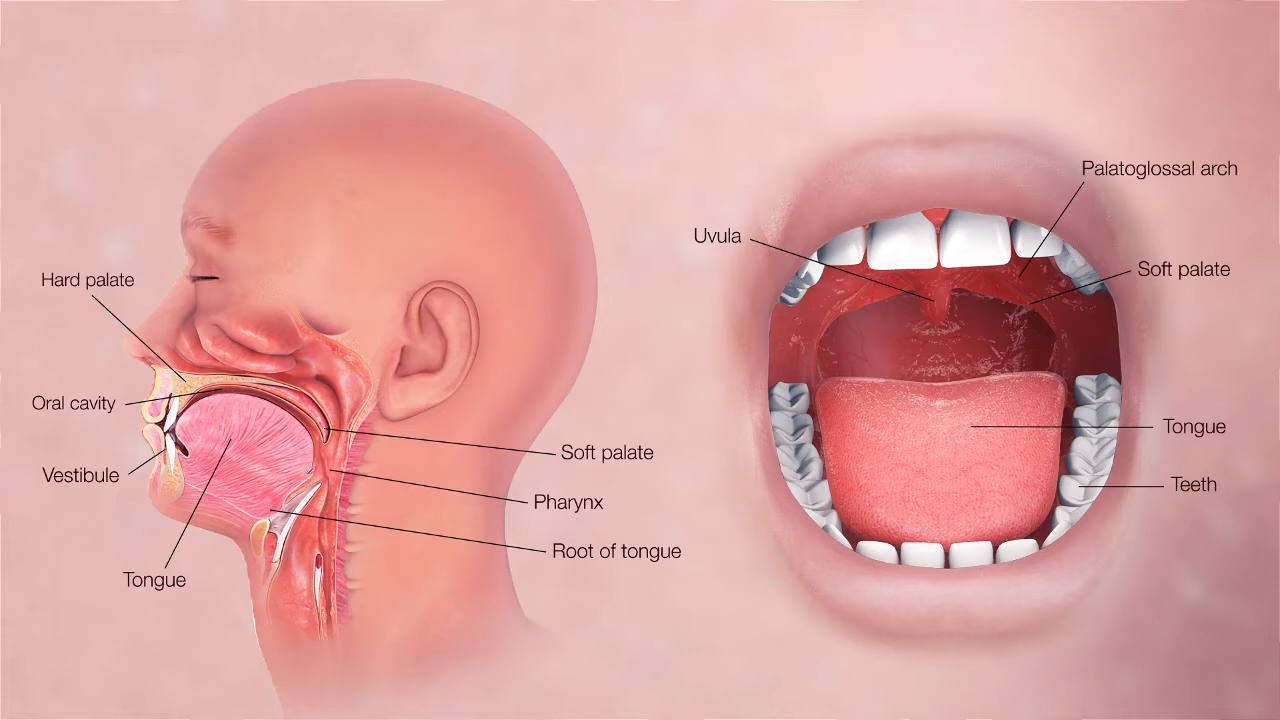 Hard palate
Oral cavity
Vestibule
Tongue
Soft palate
Pharynx
Root of tongue
Uvula
Palatoglossal arch
Soft palate
Tongue
Teeth